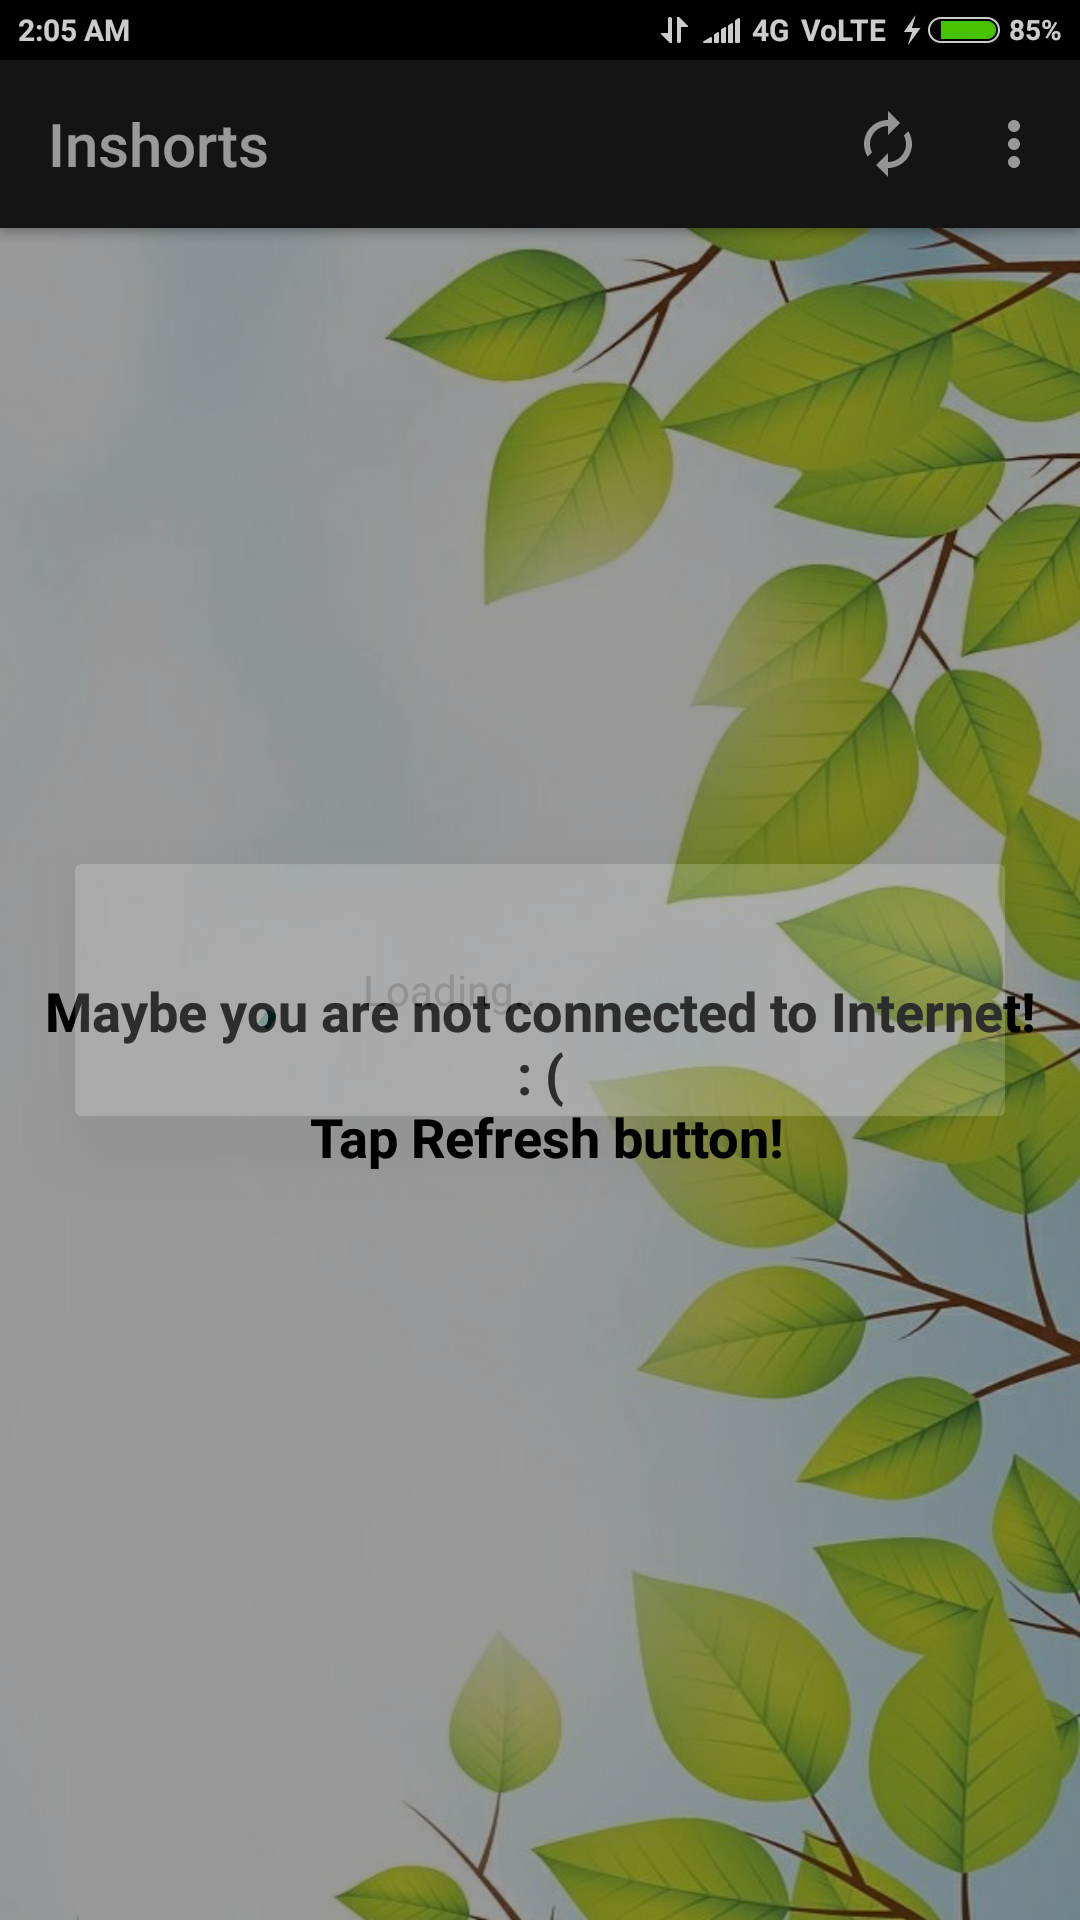 2:05 AM 4G VoLTE 85%
Inshorts
Loading...
Maybe you are not connected to Internet!
: (
Tap Refresh button!